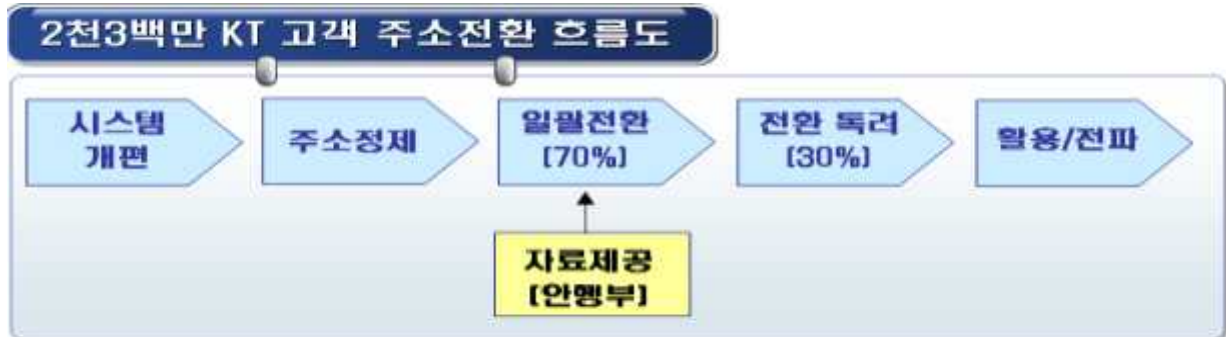 2천3백만 KT 고객 주소전환 흐름도
시스템
개편
주소정제
일괄전환
(70%)
전환 독려
(30%)
활용/전파
자료제공
(안행부)